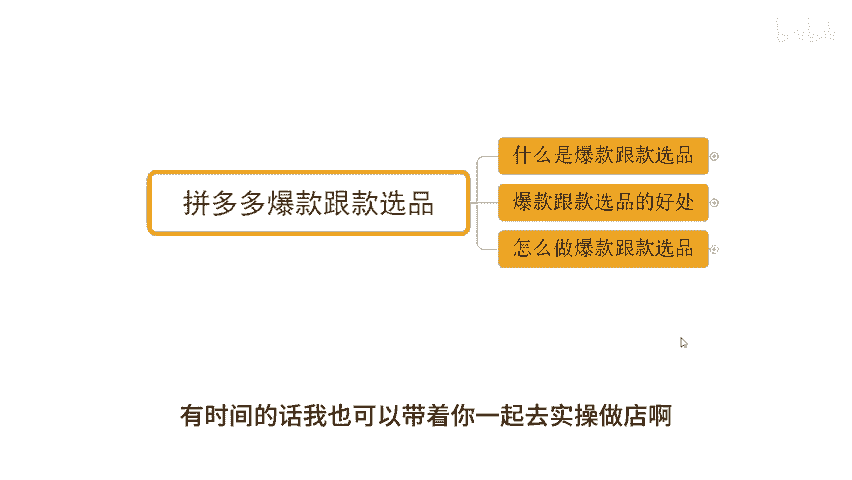 拼多多爆款跟款选品
什么是爆款跟款选品
爆款跟款选品的好处
怎么做爆款跟款选品
有时间的话我也可以带着你一起去实操做店啊